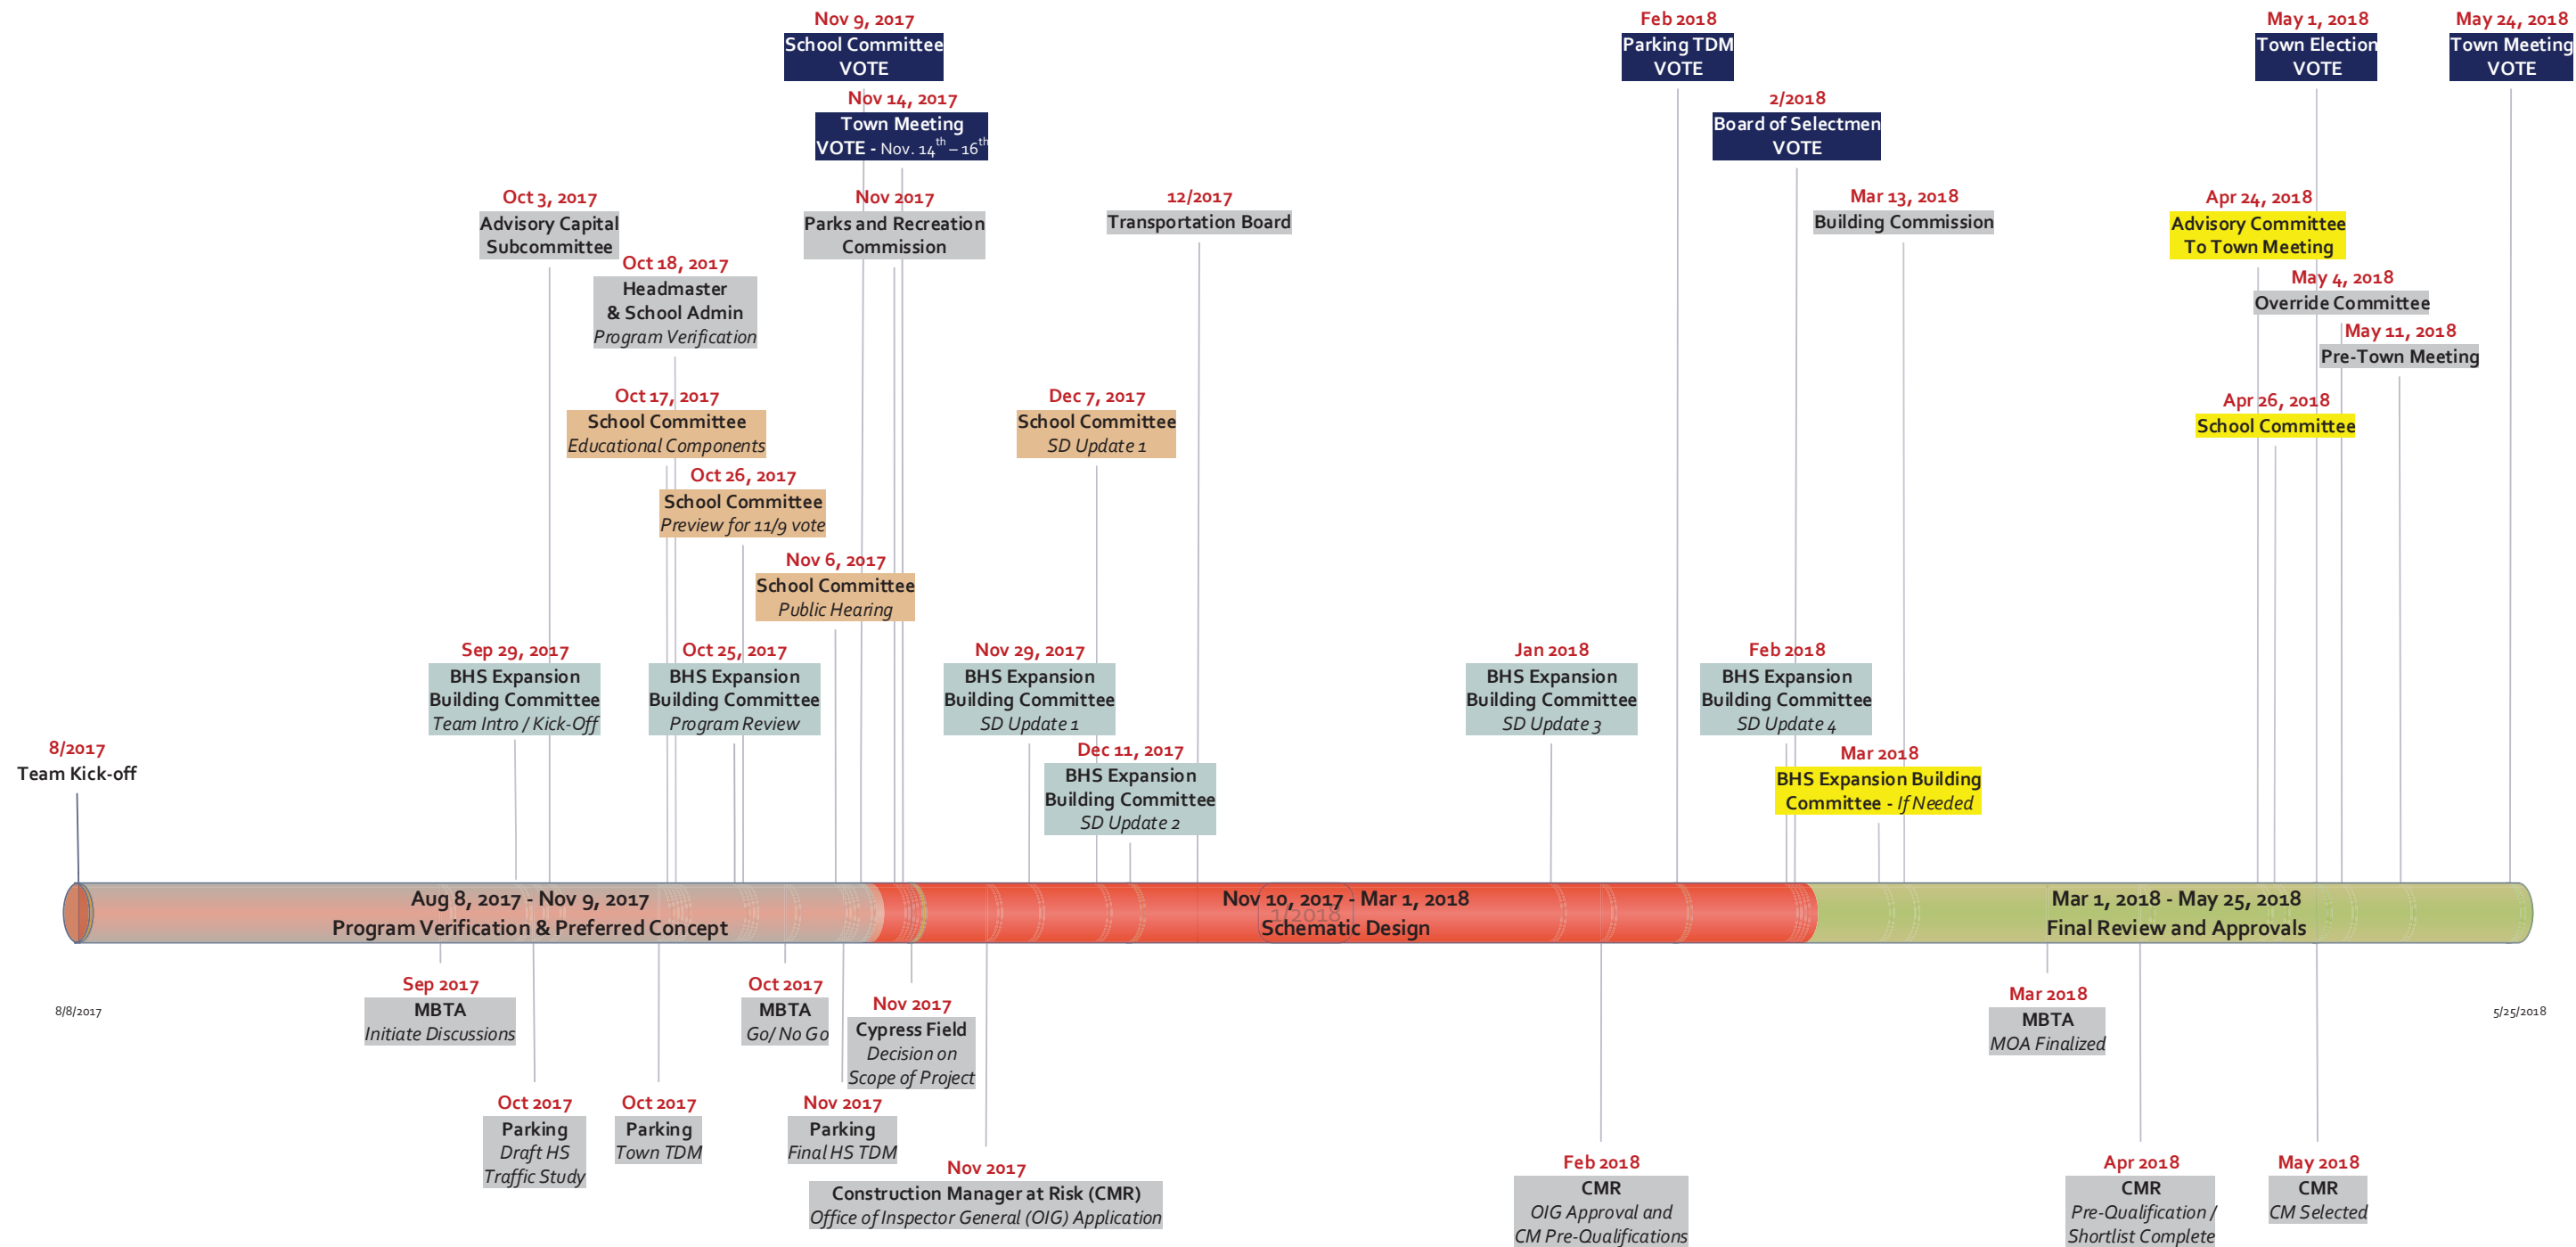 Nov 9, 2017
School Committee
VOTE
Feb 2018
Parking TDM
VOTE
May 1, 2018
Town Election
VOTE
May 24, 2018
Town Meeting
VOTE
Nov 14, 2017
Town Meeting
VOTE - Nov. 14th – 16th
2/2018
Board of Selectmen
VOTE
Oct 3, 2017
Advisory Capital
Subcommittee
Nov 2017
Parks and Recreation
Commission
12/2017
Transportation Board
Mar 13, 2018
Building Commission
Apr 24, 2018
Advisory Committee
To Town Meeting
Oct 18, 2017
Headmaster
& School Admin
Program Verification
May 4, 2018
Override Committee
May 11, 2018
Pre-Town Meeting
Oct 17, 2017
School Committee
Educational Components
Dec 7, 2017
School Committee
SD Update 1
Apr 26, 2018
School Committee
Oct 26, 2017
School Committee
Preview for 11/9 vote
Nov 6, 2017
School Committee
Public Hearing
Sep 29, 2017
BHS Expansion
Building Committee
Team Intro / Kick-Off
Oct 25, 2017
BHS Expansion
Building Committee
Program Review
Nov 29, 2017
BHS Expansion
Building Committee
SD Update 1
Jan 2018
BHS Expansion
Building Committee
SD Update 3
Feb 2018
BHS Expansion
Building Committee
SD Update 4
8/2017
Team Kick-off
Dec 11, 2017
BHS Expansion
Building Committee
SD Update 2
Mar 2018
BHS Expansion Building
Committee - If Needed
Aug 8, 2017 - Nov 9, 2017
Program Verification & Preferred Concept
Nov 10, 2017 - Mar 1, 2018
1/2018
Schematic Design
Mar 1, 2018 - May 25, 2018
Final Review and Approvals
8/8/2017
5/25/2018
Sep 2017
MBTA
Initiate Discussions
Oct 2017
MBTA
Go/ No Go
Nov 2017
Cypress Field
Decision on
Scope of Project
Mar 2018
MBTA
MOA Finalized
Oct 2017
Parking
Draft HS
Traffic Study
Oct 2017
Parking
Town TDM
Nov 2017
Parking
Final HS TDM
Nov 2017
Construction Manager at Risk (CMR)
Office of Inspector General (OIG) Application
Feb 2018
CMR
OIG Approval and
CM Pre-Qualifications
Apr 2018
CMR
Pre-Qualification /
Shortlist Complete
May 2018
CMR
CM Selected